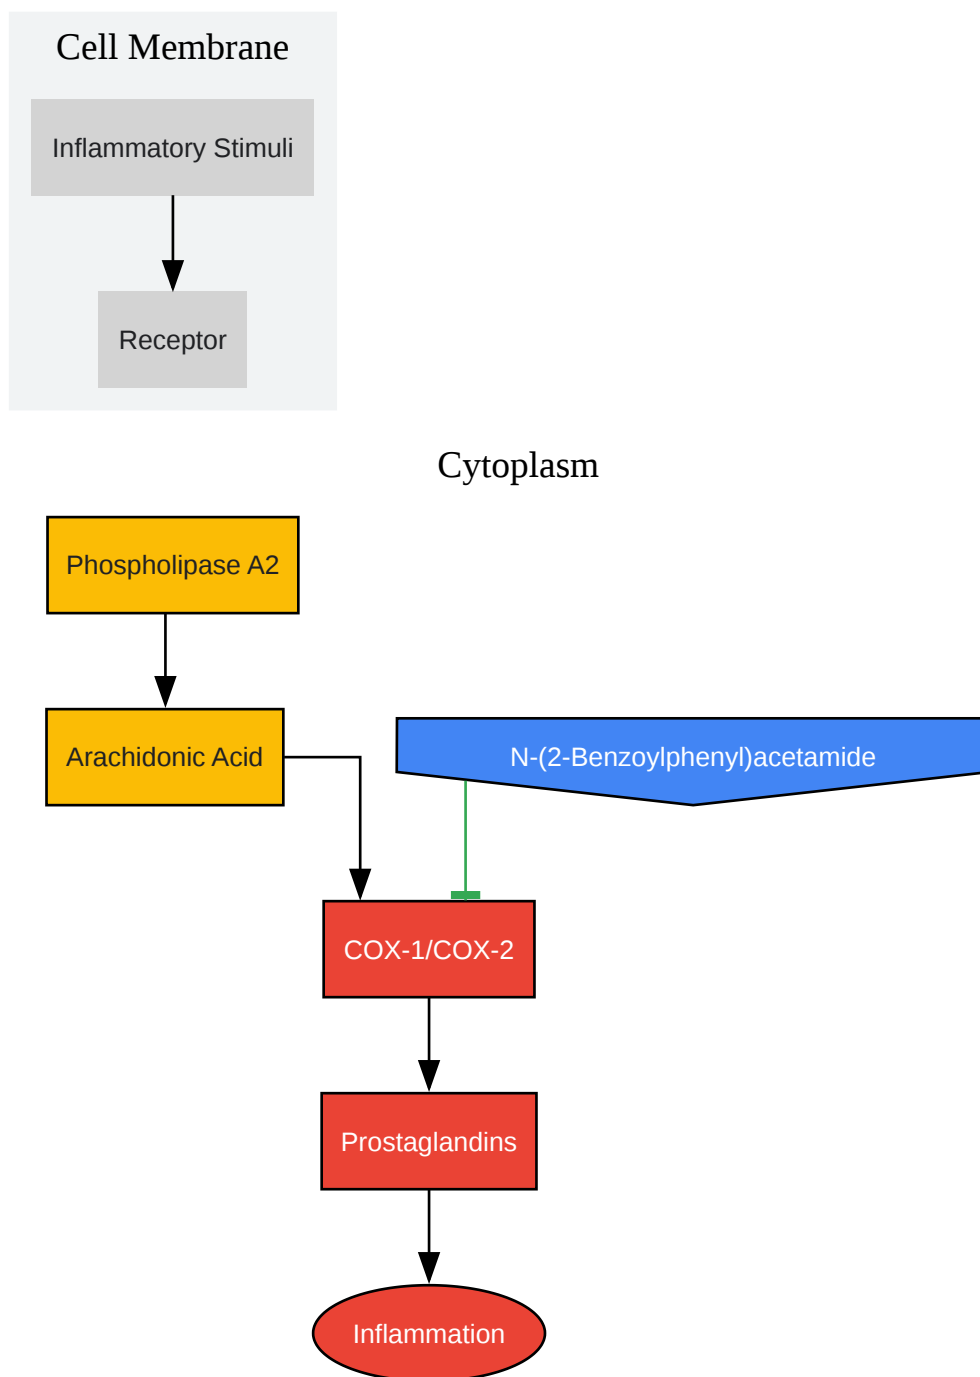 Cell Membrane
Inflammatory Stimuli
Receptor
Cytoplasm
Phospholipase A2
Arachidonic Acid
N-(2-Benzoylphenyl)acetamide
COX-1/COX-2
Prostaglandins
Inflammation